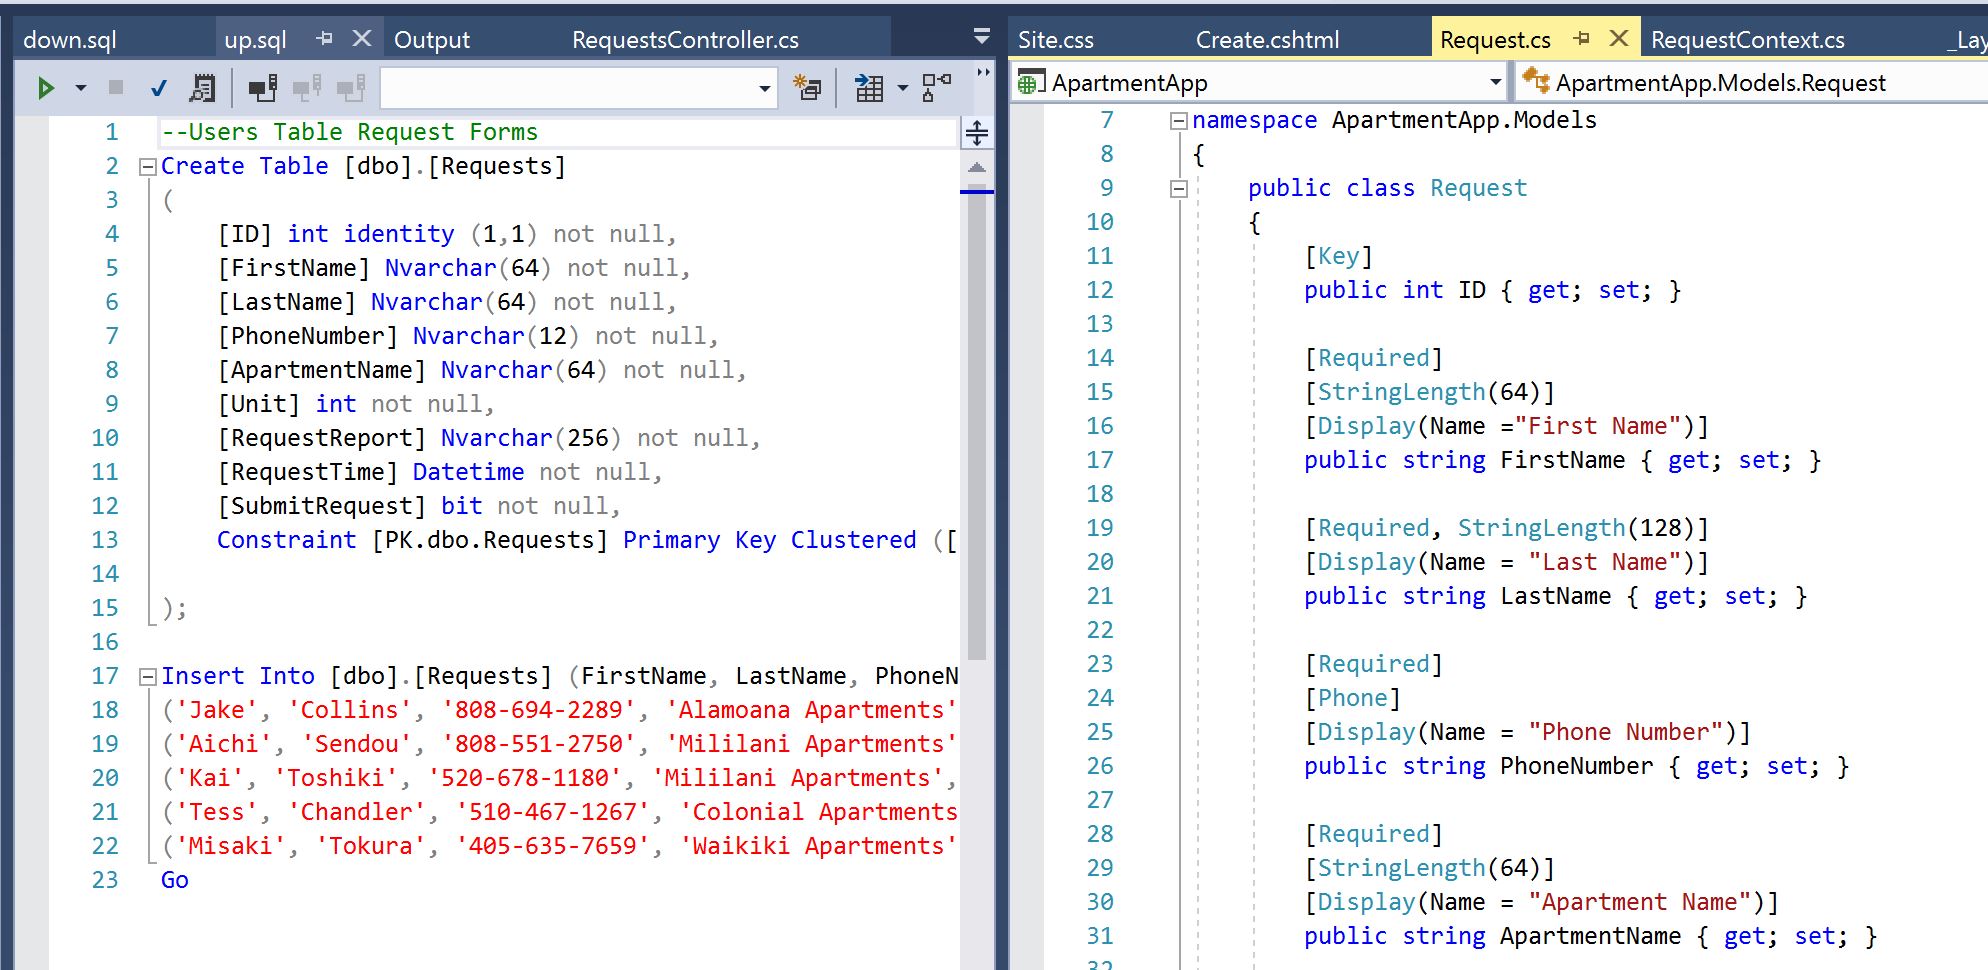 down.sql
up.sql
Output
RequestsController.cs
1 --Users Table Request Forms
2 Create Table [dbo].[Requests]
3 (
4 [ID] int identity (1,1) not null,
5 [FirstName] Nvarchar(64) not null,
6 [LastName] Nvarchar(64) not null,
7 [PhoneNumber] Nvarchar(12) not null,
8 [ApartmentName] Nvarchar(64) not null,
9 [Unit] int not null,
10 [RequestReport] Nvarchar(256) not null,
11 [RequestTime] Datetime not null,
12 [SubmitRequest] bit not null,
13 Constraint [PK.dbo.Requests] Primary Key Clustered ([
14
15 );
16
17 Insert Into [dbo].[Requests] (FirstName, LastName, PhoneN
18 ('Jake', 'Collins', '808-694-2289', 'Alamoana Apartments'
19 ('Aichi', 'Sendou', '808-551-2750', 'Mililani Apartments'
20 ('Kai', 'Toshiki', '520-678-1180', 'Mililani Apartments',
21 ('Tess', 'Chandler', '510-467-1267', 'Colonial Apartments
22 ('Misaki', 'Tokura', '405-635-7659', 'Waikiki Apartments'
23 Go
Site.css
Create.cshtml
Request.cs
RequestContext.cs
_Lay
ApartmentApp
ApartmentApp.Models.Request
7 namespace ApartmentApp.Models
8 {
9 public class Request
10 {
11 [Key]
12 public int ID { get; set; }
13
14 [Required]
15 [StringLength(64)]
16 [Display(Name ="First Name")]
17 public string FirstName { get; set; }
18
19 [Required, StringLength(128)]
20 [Display(Name = "Last Name")]
21 public string LastName { get; set; }
22
23 [Required]
24 [Phone]
25 [Display(Name = "Phone Number")]
26 public string PhoneNumber { get; set; }
27
28 [Required]
29 [StringLength(64)]
30 [Display(Name = "Apartment Name")]
31 public string ApartmentName { get; set; }
32